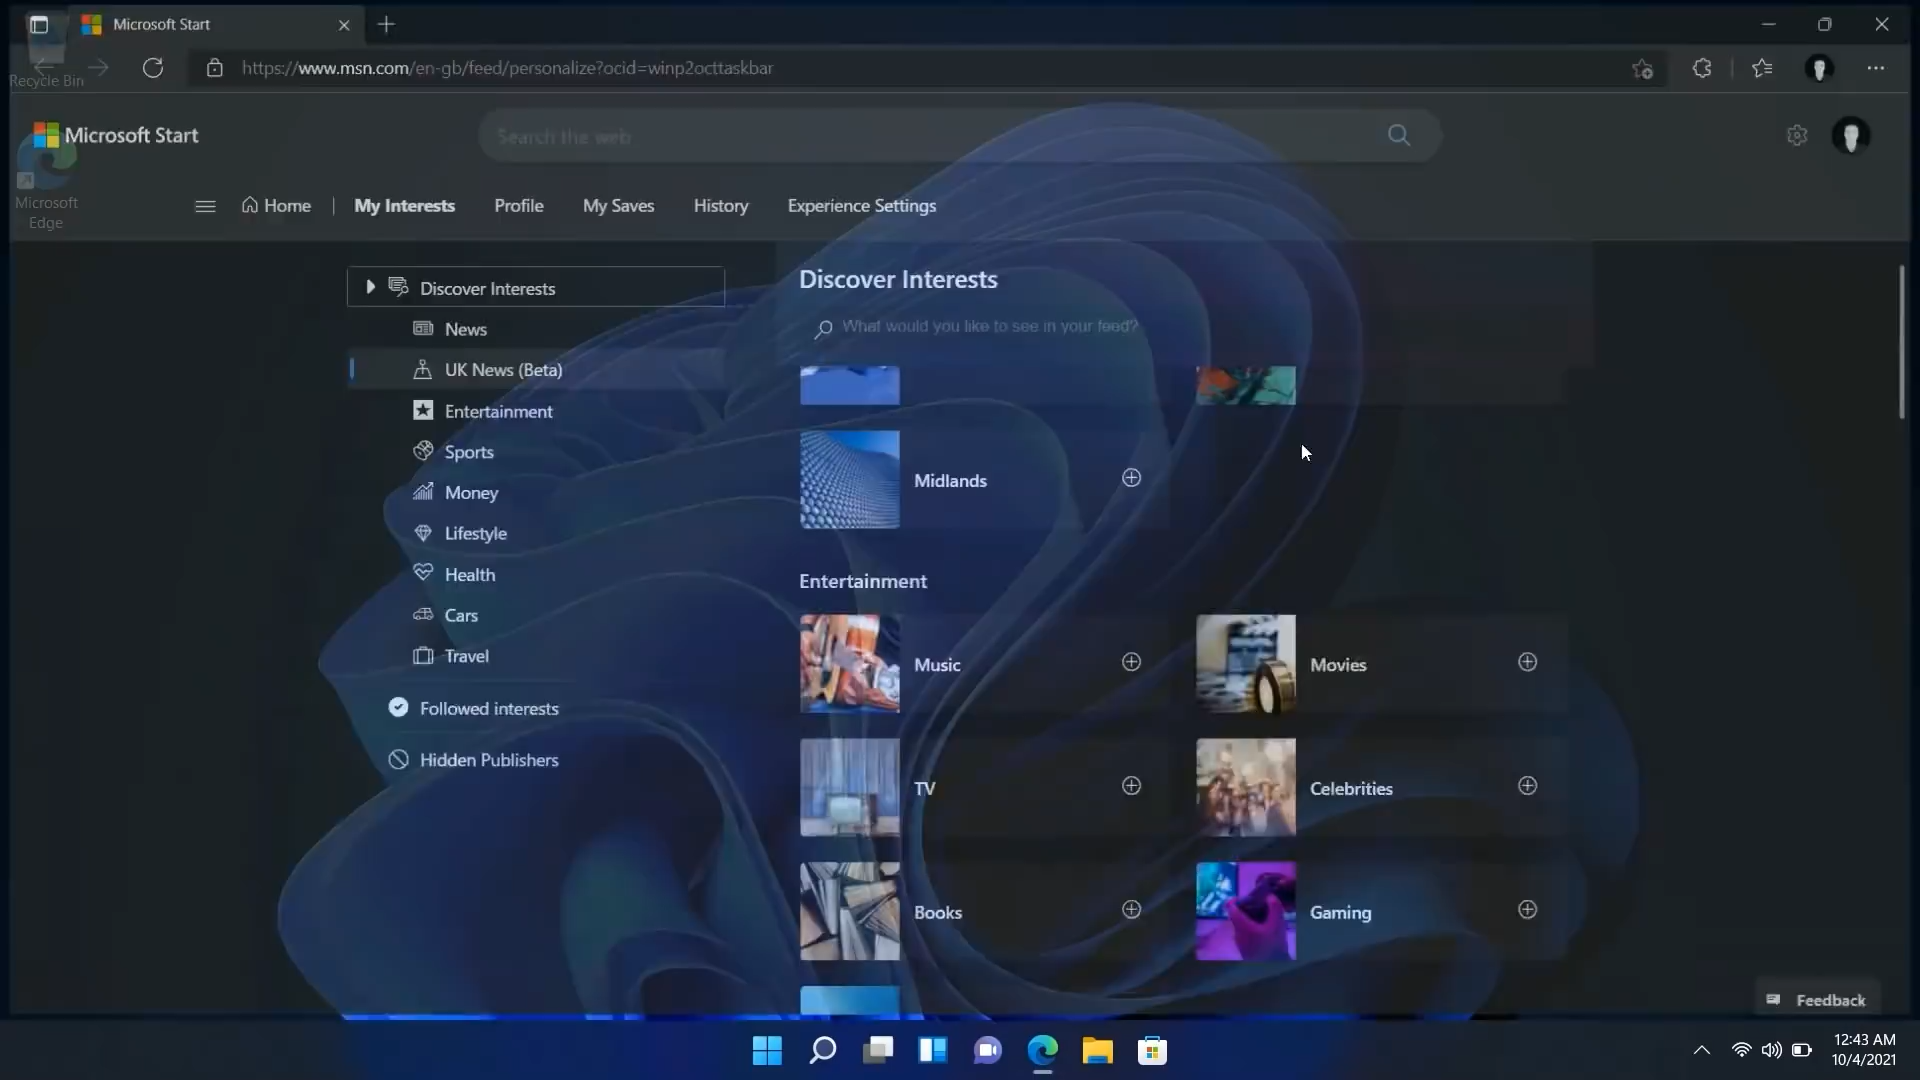 Microsoft Start
https://www.msn.com/en-gb/feed/personalize?ocid=winp2octtaskbar
Recycle Bin
Microsoft Start
Search the web
Microsoft
Edge
Home
My Interests
Profile
My Saves
History
Experience Settings
Discover Interests
News
UK News (Beta)
Entertainment
Sports
Money
Lifestyle
Health
Cars
Travel
Followed interests
Hidden Publishers
Discover Interests
What would you like to see in your feed?
Midlands
Entertainment
Music
Movies
TV
Celebrities
Books
Gaming
Feedback
12:43 AM
10/4/2021